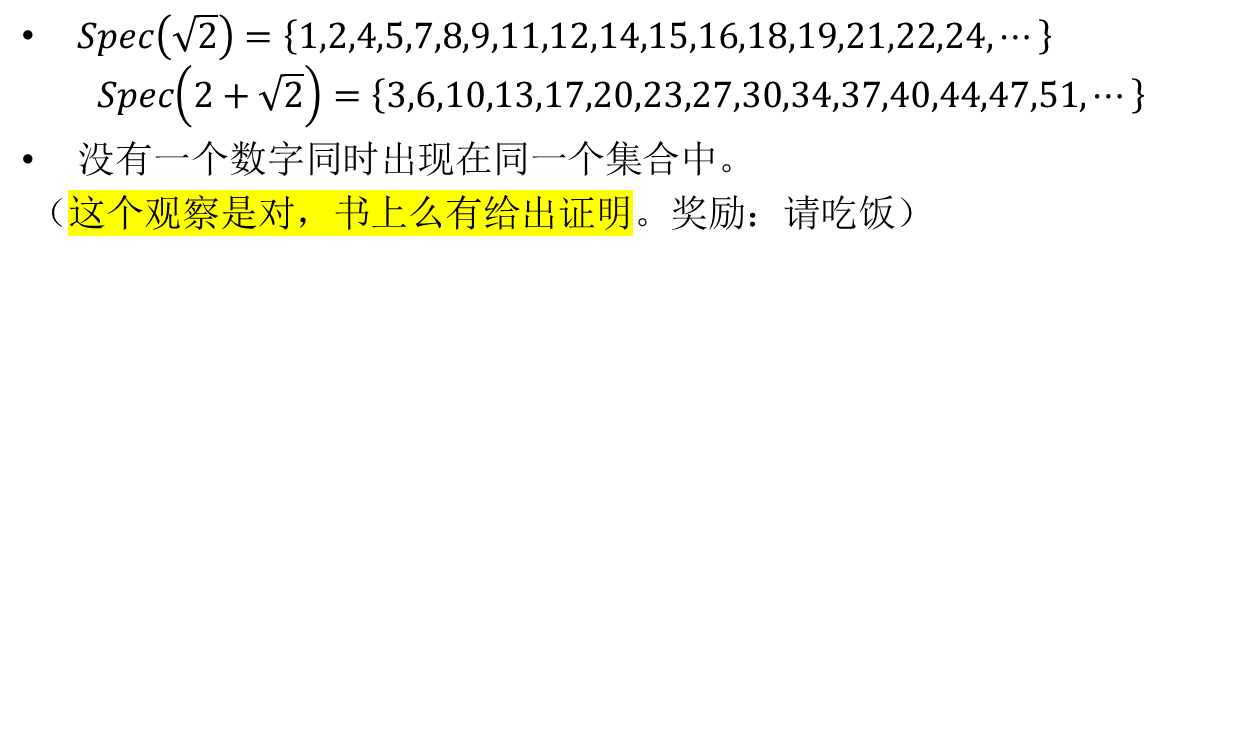 • Spec(√2) = {1,2,4,5,7,8,9,11,12,14,15,16,18,19,21,22,24,⋯}
Spec(2 + √2) = {3,6,10,13,17,20,23,27,30,34,37,40,44,47,51,⋯}
• 没有一个数字同时出现在同一个集合中。
（这个观察是对，书上么有给出证明。奖励：请吃饭）